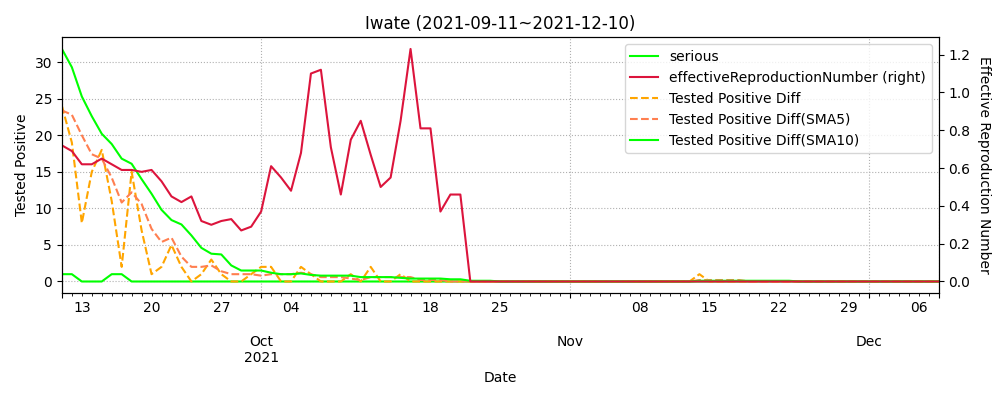 Iwate (2021-09-11~2021-12-10)
serious
effectiveReproductionNumber (right)
Tested Positive Diff
Tested Positive Diff(SMA5)
Tested Positive Diff(SMA10)
Tested Positive
30
25
20
15
10
5
0
1.2
1.0
0.8
0.6
0.4
0.2
0.0
Effective Reproduction Number
13 20 27 04 11 18 25 08 15 22 29 06
Oct Nov Dec
2021
Date